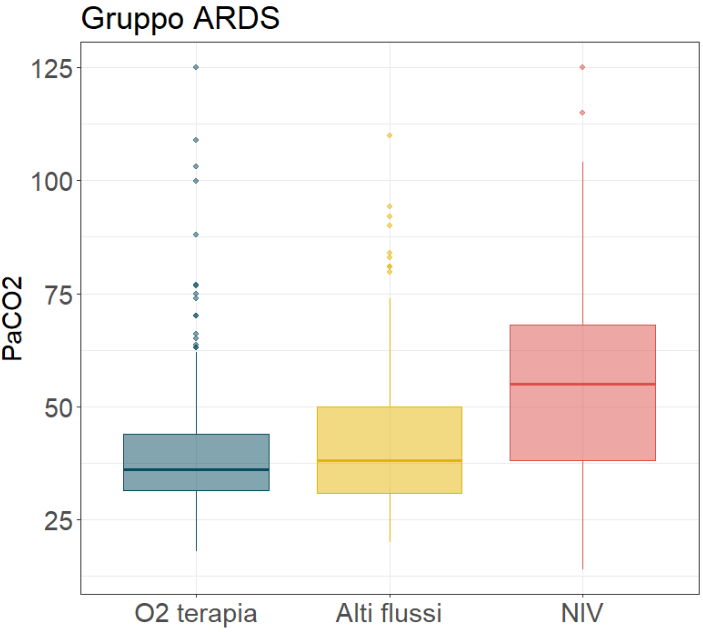 Gruppo ARDS
PaCO2
125
100
75
50
25
O2 terapia
Alti flussi
NIV